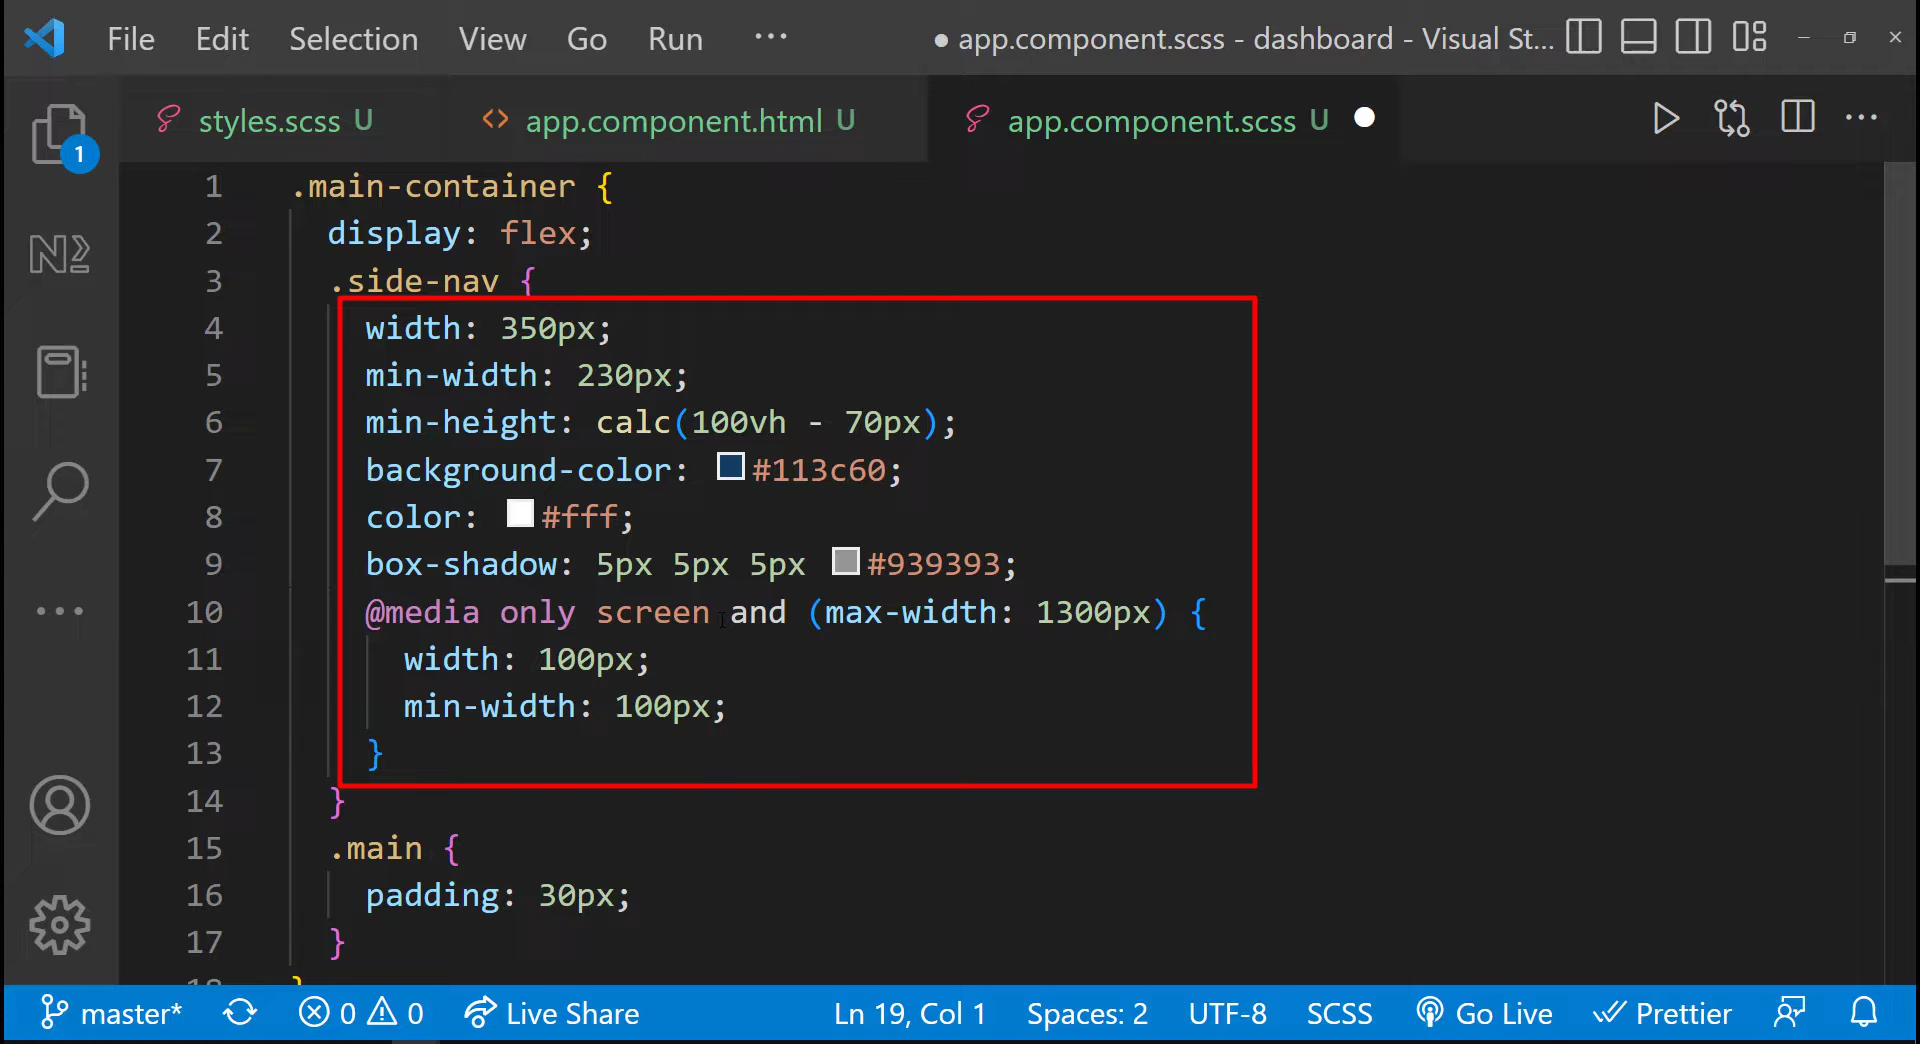 File Edit Selection View Go Run ··· ● app.component.scss - dashboard - Visual St...
styles.scss U <> app.component.html U app.component.scss U ●
1
1 .main-container {
2 display: flex;
3 .side-nav {
4 width: 350px;
5 min-width: 230px;
6 min-height: calc(100vh - 70px);
7 background-color: #113c60;
8 color: #fff;
9 box-shadow: 5px 5px 5px #939393;
10 @media only screen and (max-width: 1300px) {
11 width: 100px;
12 min-width: 100px;
13 }
14 }
15 .main {
16 padding: 30px;
17 }
master* 0 0 Live Share Ln 19, Col 1 Spaces: 2 UTF-8 SCSS Go Live Prettier